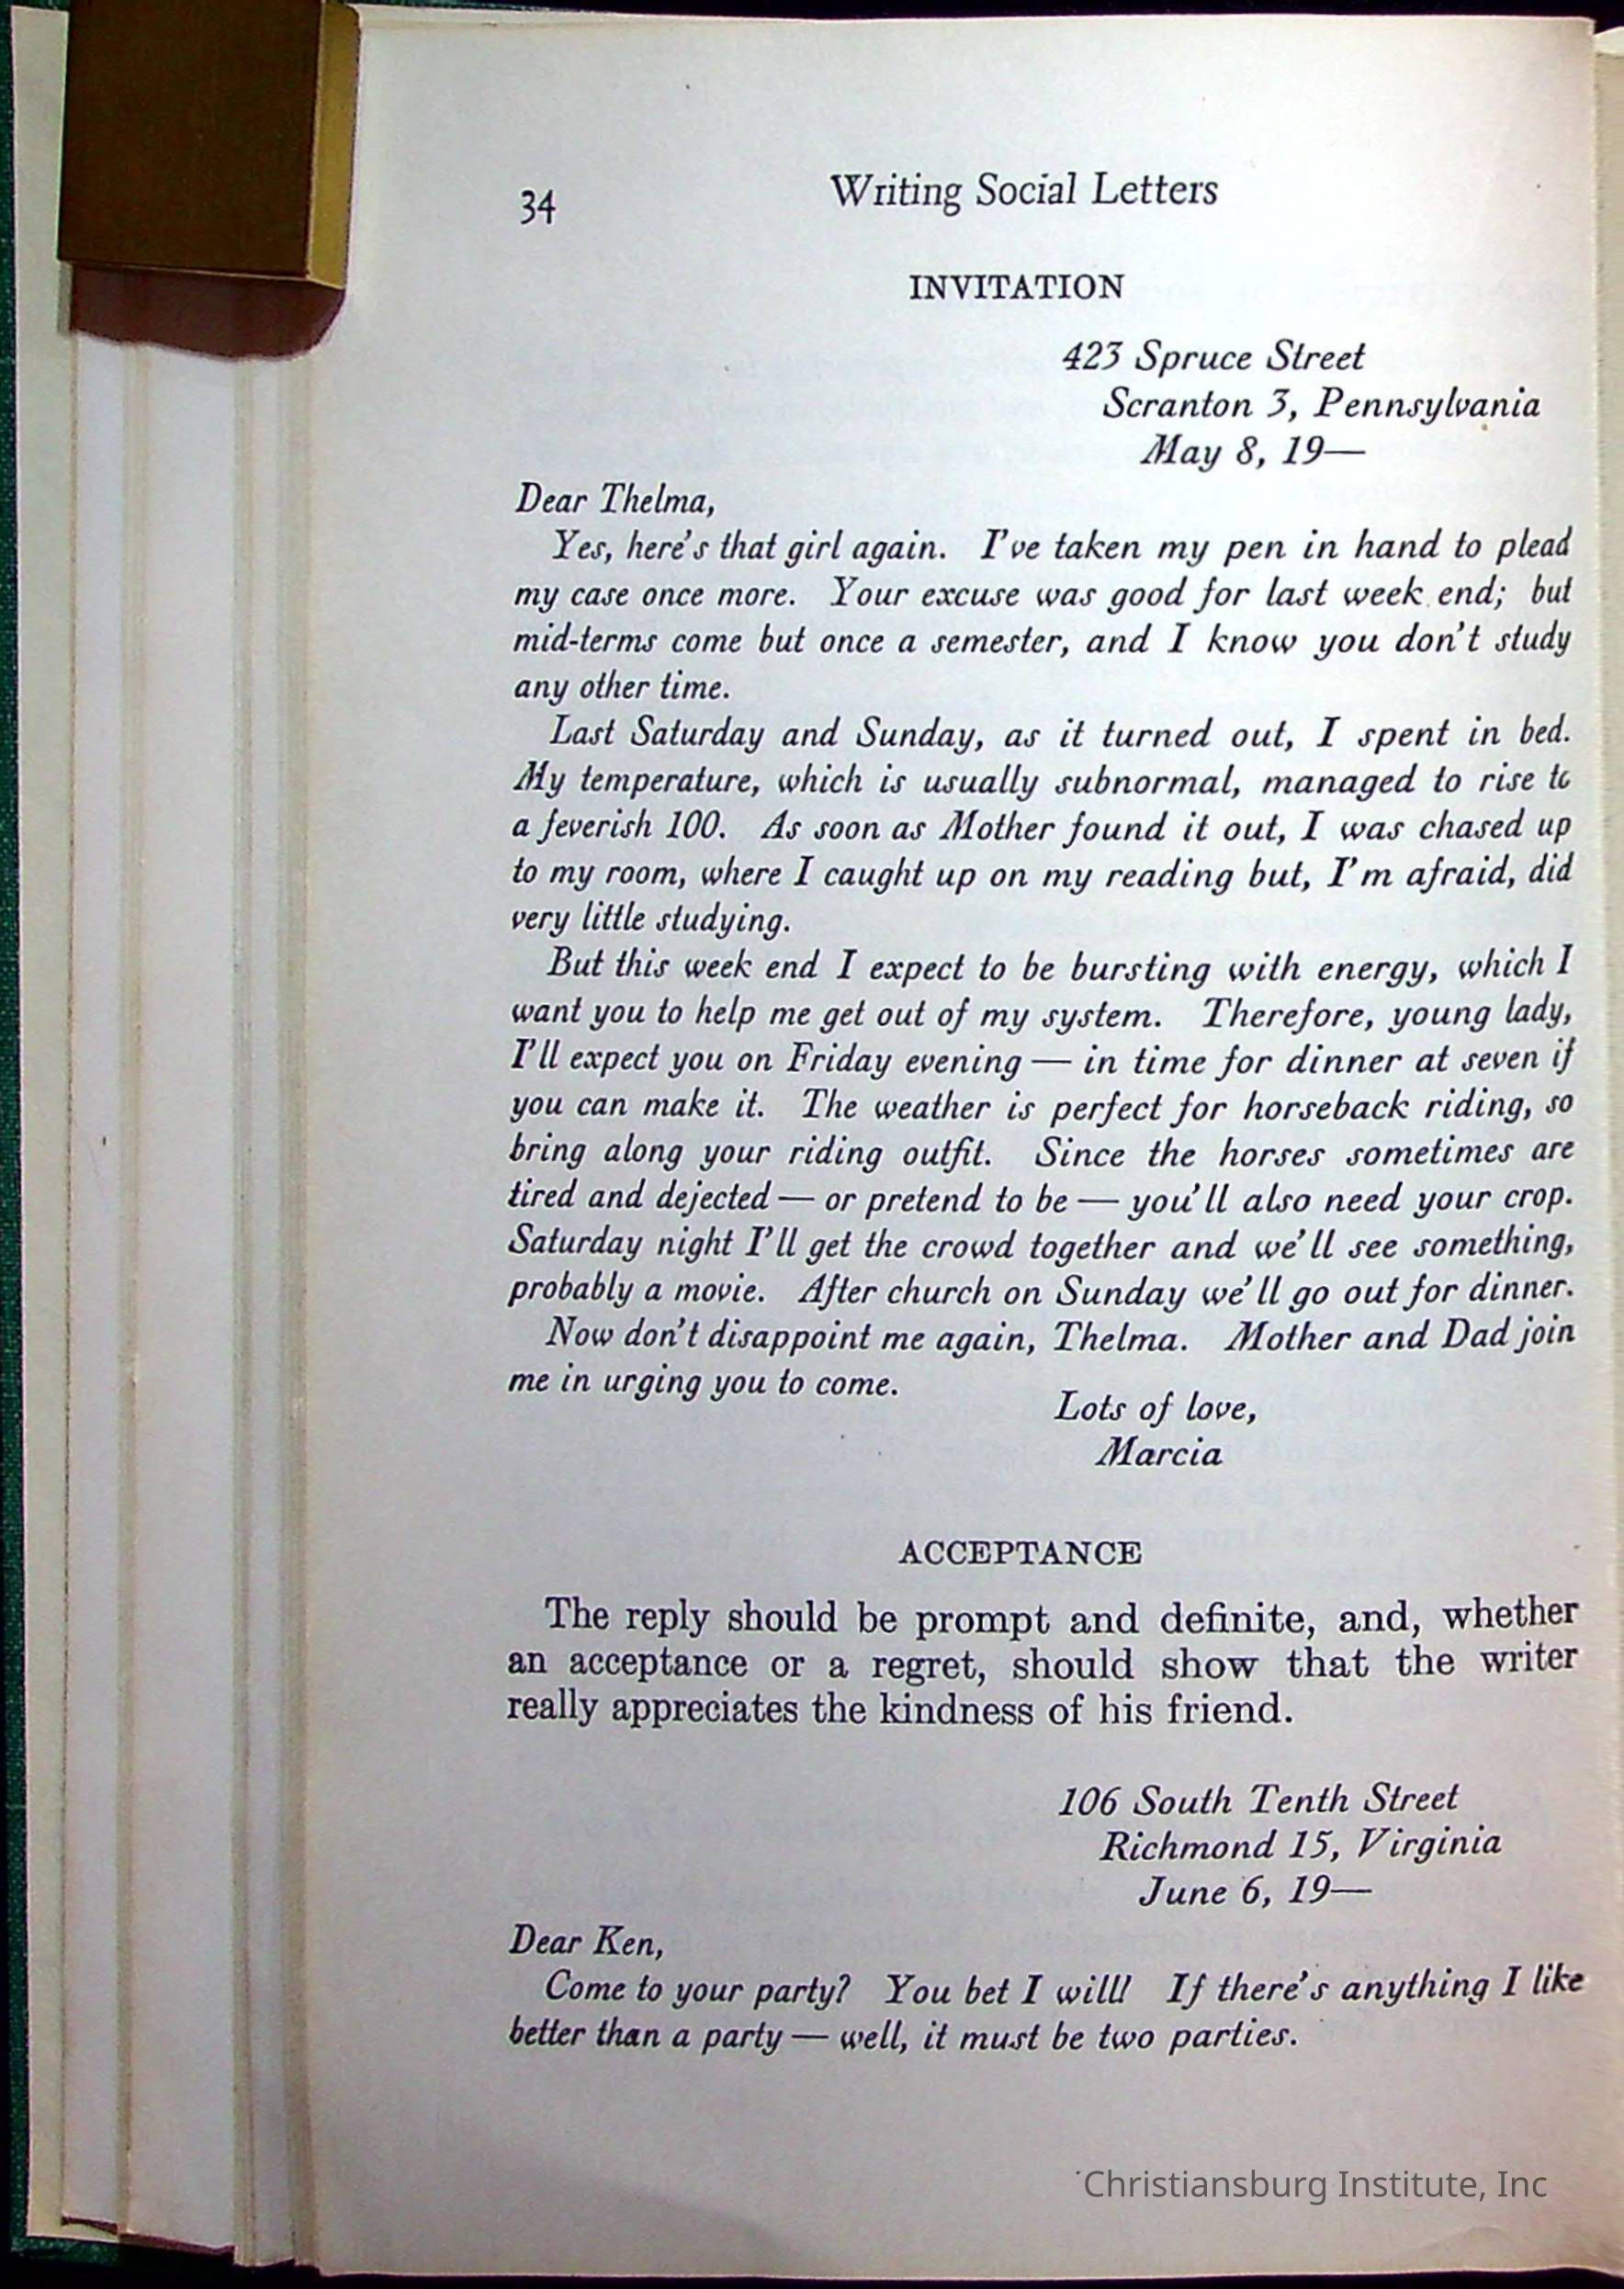 34
Writing Social Letters
INVITATION
423 Spruce Street
Scranton 3, Pennsylvania
May 8, 19—
Dear Thelma,
Yes, here's that girl again. I've taken my pen in hand to plead
my case once more. Your excuse was good for last week end; but
mid-terms come but once a semester, and I know you don't study
any other time.
Last Saturday and Sunday, as it turned out, I spent in bed.
My temperature, which is usually subnormal, managed to rise to
a feverish 100. As soon as Mother found it out, I was chased up
to my room, where I caught up on my reading but, I'm afraid, did
very little studying.
But this week end I expect to be bursting with energy, which I
want you to help me get out of my system. Therefore, young lady,
I'll expect you on Friday evening — in time for dinner at seven if
you can make it. The weather is perfect for horseback riding, so
bring along your riding outfit. Since the horses sometimes are
tired and dejected — or pretend to be — you'll also need your crop.
Saturday night I'll get the crowd together and we'll see something,
probably a movie. After church on Sunday we'll go out for dinner.
Now don't disappoint me again, Thelma. Mother and Dad join
me in urging you to come.
Lots of love,
Marcia
ACCEPTANCE
The reply should be prompt and definite, and, whether
an acceptance or a regret, should show that the writer
really appreciates the kindness of his friend.
106 South Tenth Street
Richmond 15, Virginia
June 6, 19—
Dear Ken,
Come to your party? You bet I will! If there's anything I like
better than a party — well, it must be two parties.
Christiansburg Institute, Inc